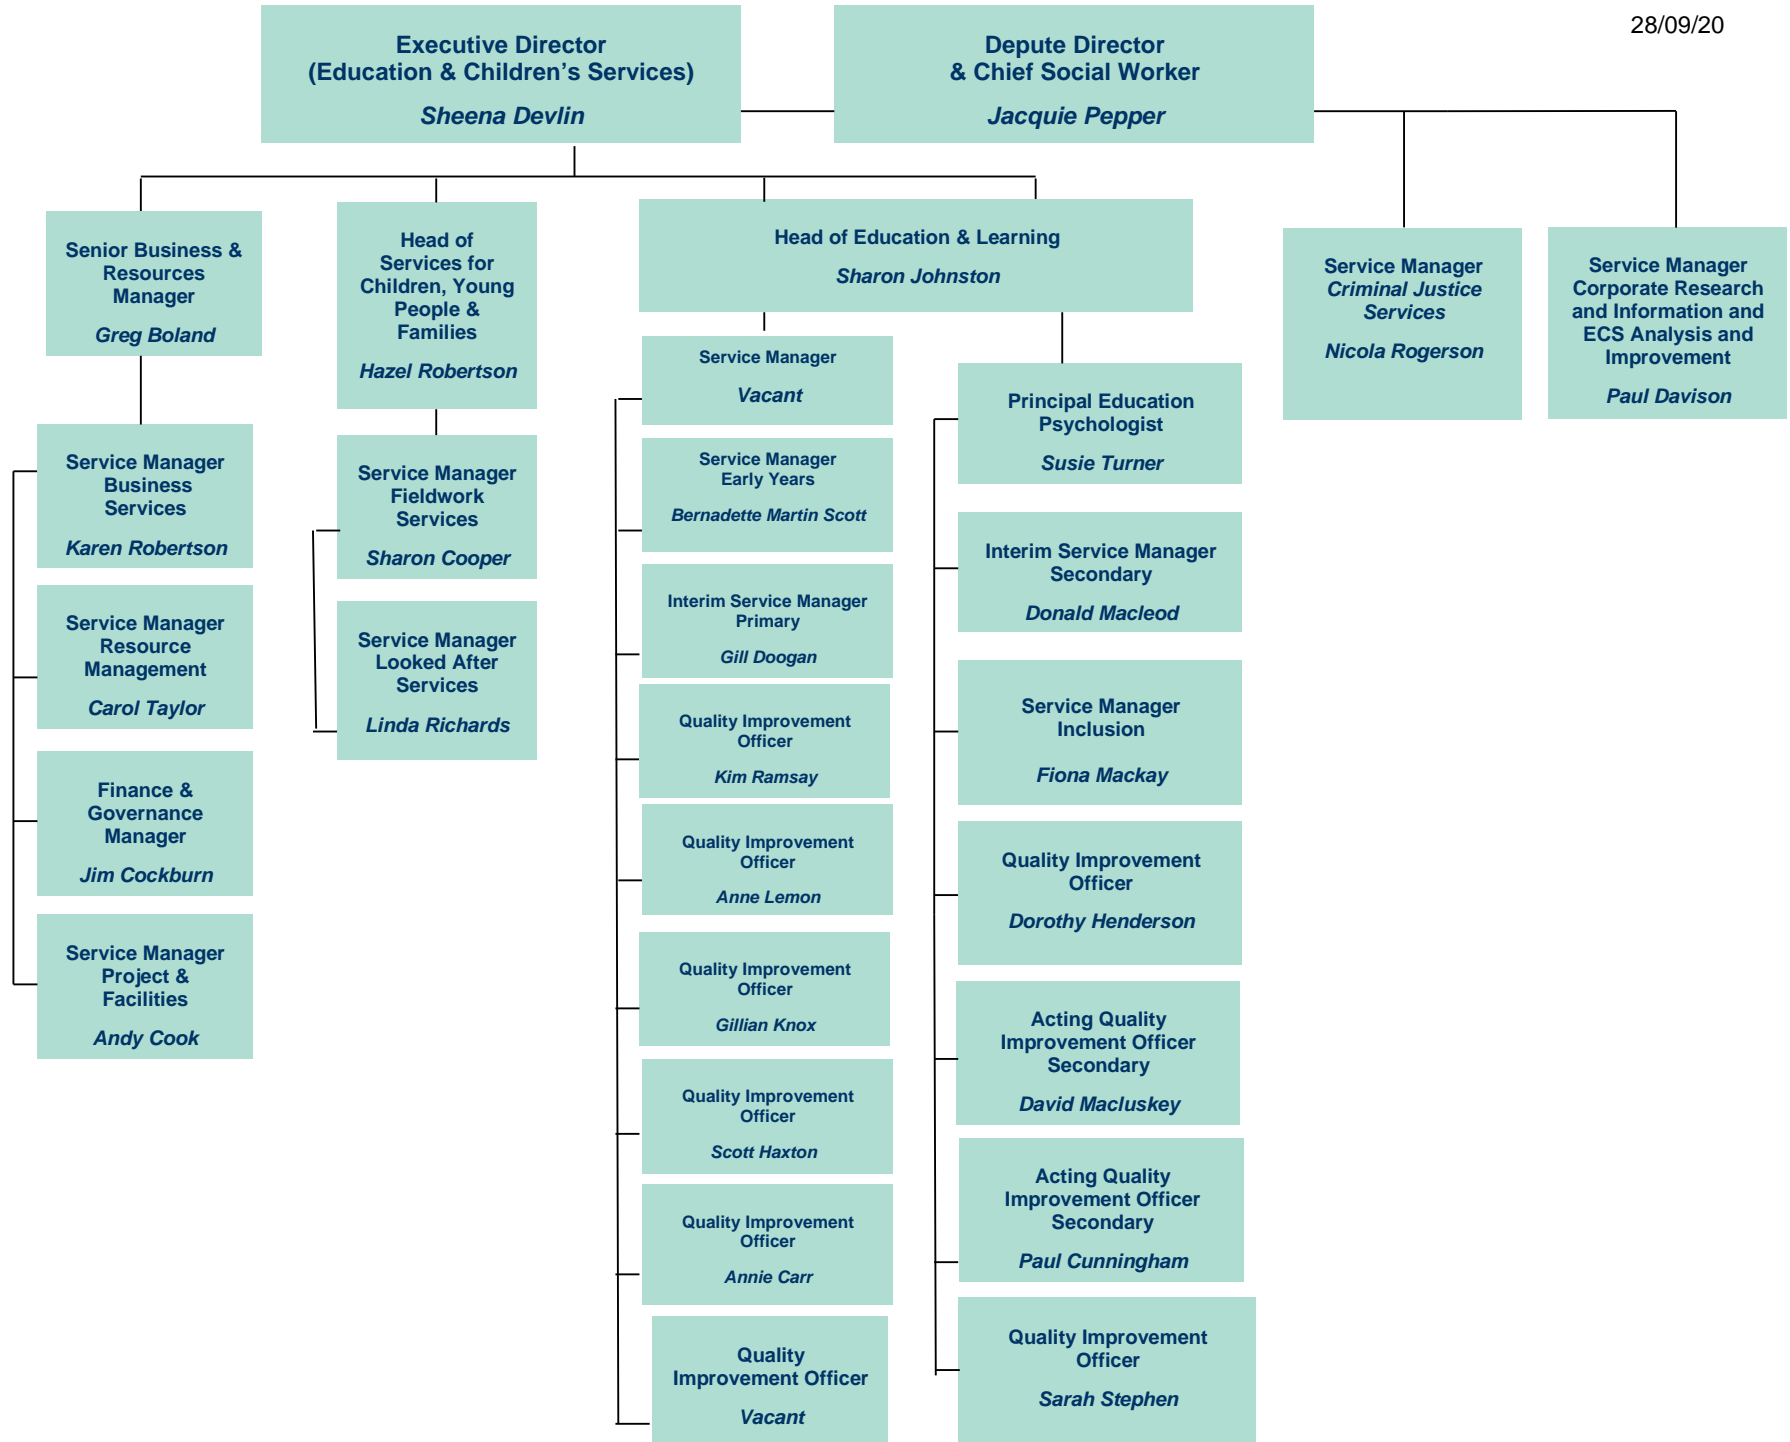 28/09/20
Executive Director
(Education & Children’s Services)
Sheena Devlin
Depute Director
& Chief Social Worker
Jacquie Pepper
Senior Business &
Resources
Manager
Greg Boland
Head of
Services for
Children, Young
People &
Families
Hazel Robertson
Head of Education & Learning
Sharon Johnston
Service Manager
Criminal Justice
Services
Nicola Rogerson
Service Manager
Corporate Research
and Information and
ECS Analysis and
Improvement
Paul Davison
Service Manager
Business
Services
Karen Robertson
Service Manager
Resource
Management
Carol Taylor
Finance &
Governance
Manager
Jim Cockburn
Service Manager
Project &
Facilities
Andy Cook
Service Manager
Fieldwork
Services
Sharon Cooper
Service Manager
Looked After
Services
Linda Richards
Service Manager
Vacant
Service Manager
Early Years
Bernadette Martin Scott
Interim Service Manager
Primary
Gill Doogan
Quality Improvement
Officer
Kim Ramsay
Quality Improvement
Officer
Anne Lemon
Quality Improvement
Officer
Gillian Knox
Quality Improvement
Officer
Scott Haxton
Quality Improvement
Officer
Annie Carr
Quality
Improvement Officer
Vacant
Principal Education
Psychologist
Susie Turner
Interim Service Manager
Secondary
Donald Macleod
Service Manager
Inclusion
Fiona Mackay
Quality Improvement
Officer
Dorothy Henderson
Acting Quality
Improvement Officer
Secondary
David Macluskey
Acting Quality
Improvement Officer
Secondary
Paul Cunningham
Quality Improvement
Officer
Sarah Stephen